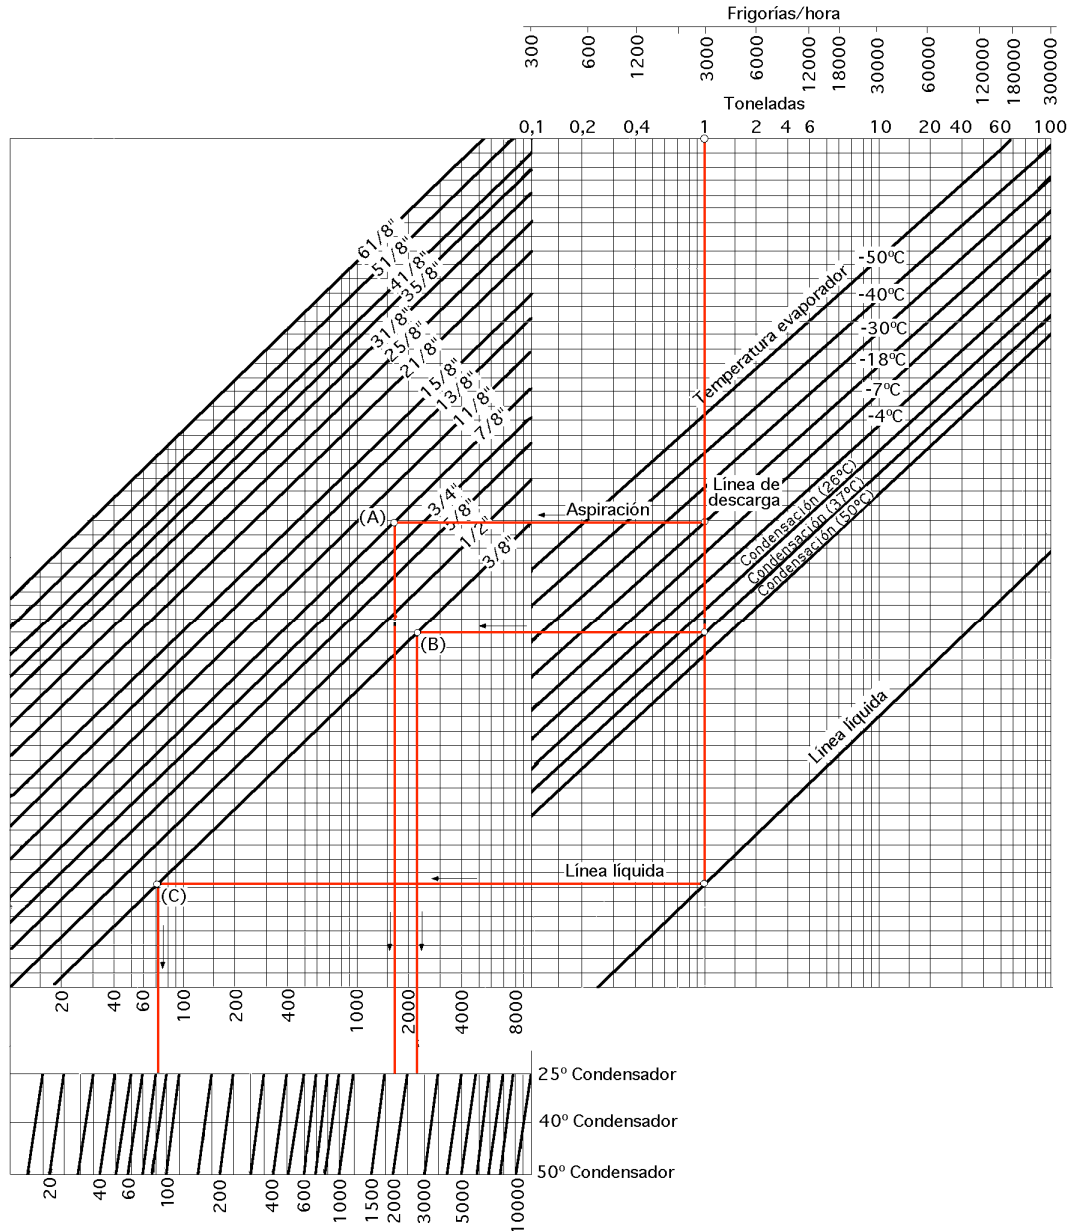 Frigorías/hora
300 600 1200 3000 6000 12000 18000 30000 60000 120000 180000 300000
Toneladas
0,1 0,2 0,4 1 2 4 6 10 20 40 60 100
61/8"
51/8"
41/8"
35/8"
31/8"
25/8"
21/8"
15/8"
13/8"
11/8"
7/8"
3/4"
5/8"
1/2"
3/8"
Temperatura evaporador
-50ºC
-40ºC
-30ºC
-18ºC
-7ºC
-4ºC
Condensación (26ºC)
Condensación (37ºC)
Condensación (50ºC)
Línea de
descarga
Aspiración
(A)
(B)
Línea líquida
Línea líquida
(C)
20 40 60 100 200 400 1000 2000 4000 8000
25º Condensador
40º Condensador
50º Condensador
20 40 60 100 200 400 600 1000 1500 2000 3000 5000 10000